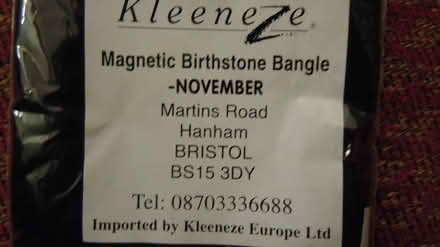 Kleeneze
Magnetic Birthstone Bangle
-NOVEMBER
Martins Road
Hanham
BRISTOL
BS15 3DY
Tel: 08703336688
Imported by Kleeneze Europe Ltd